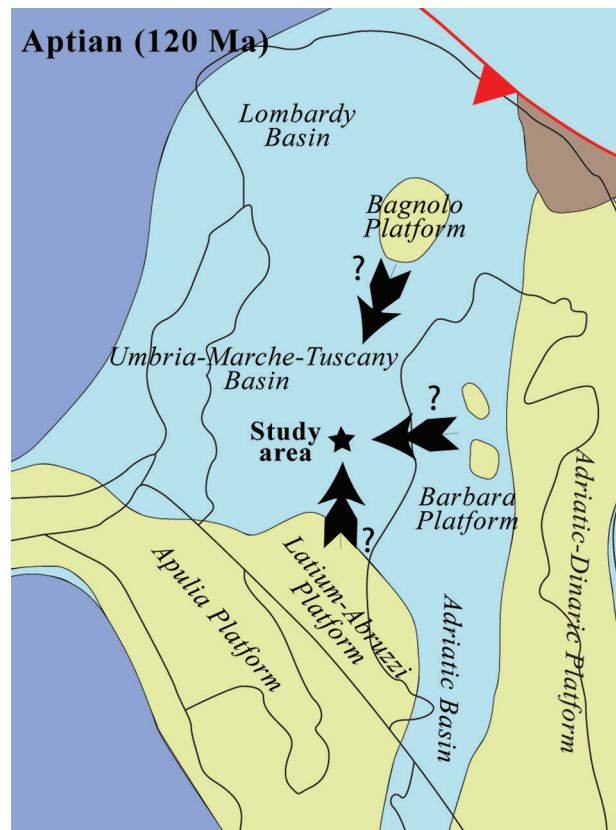 Aptian (120 Ma)
Lombardy
Basin
Bagnolo
Platform
?
Umbria-Marche-Tuscany
Basin
?
Study
area
Barbara
Platform
?
Apulia Platform
Latium-Abruzzi
Platform
Adriatic Basin
Adriatic-Dinaric Platform